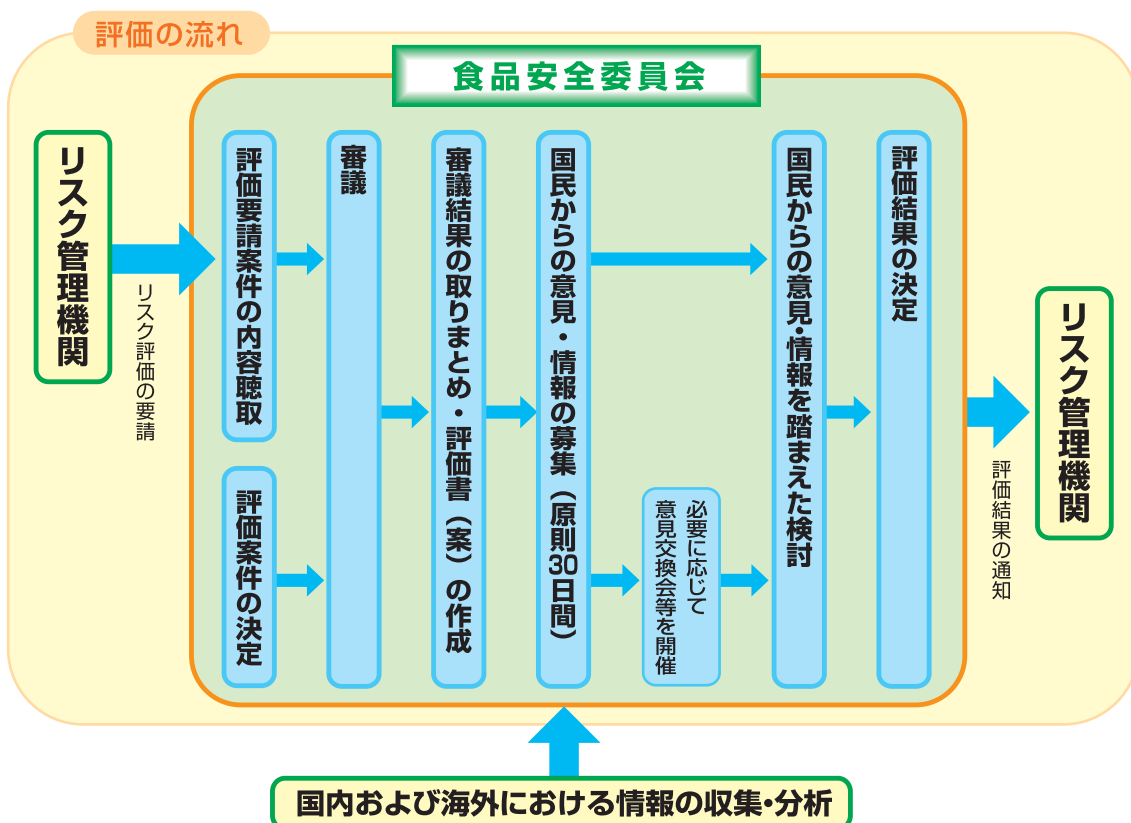 評価の流れ
食品安全委員会
リスク管理機関
リスク評価の要請
評価要請案件の内容聴取
評価案件の決定
審議
審議結果の取りまとめ・評価書（案）の作成
国民からの意見・情報の募集（原則30日間）
必要に応じて
意見交換会等を開催
国民からの意見・情報を踏まえた検討
評価結果の決定
評価結果の通知
リスク管理機関
国内および海外における情報の収集・分析